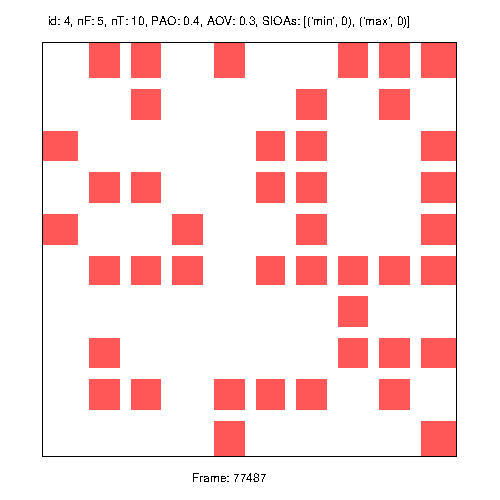 id: 4, nF: 5, nT: 10, PAO: 0.4, AOV: 0.3, SIOAs: [('min', 0), ('max', 0)]
Frame: 77487